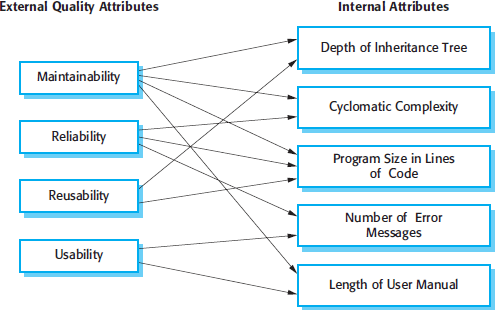 External Quality Attributes
Internal Attributes
Maintainability
Reliability
Reusability
Usability
Depth of Inheritance Tree
Cyclomatic Complexity
Program Size in Lines
of Code
Number of Error
Messages
Length of User Manual